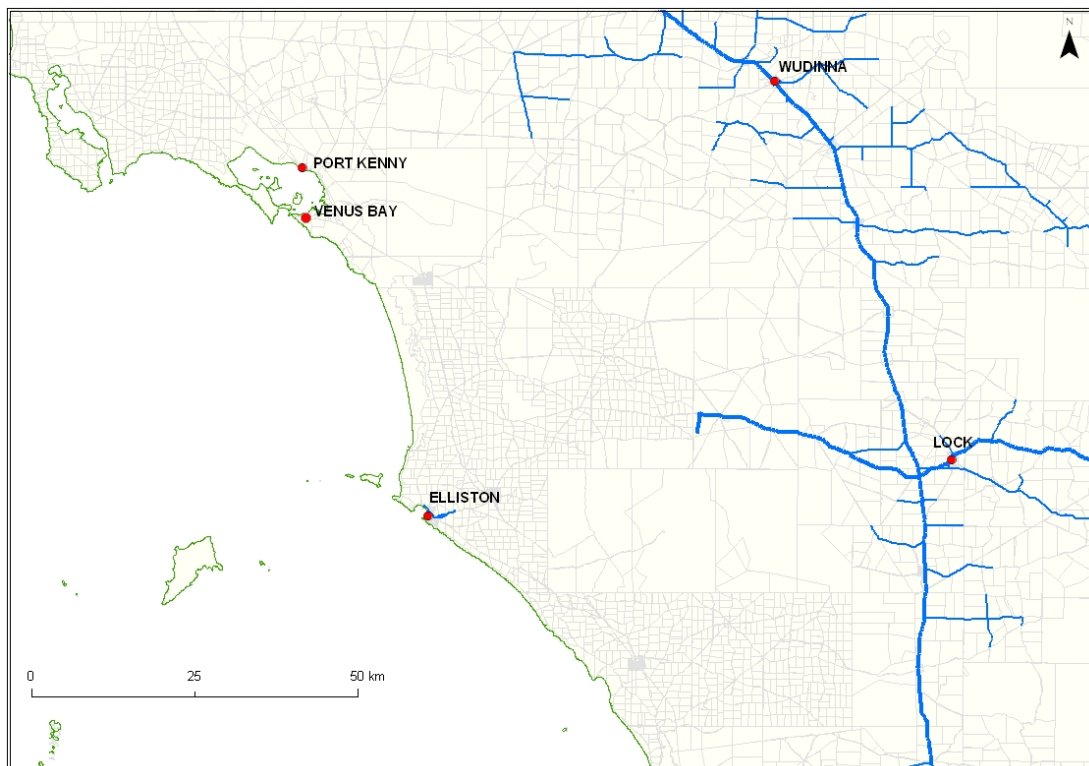 N
WUDINNA
PORT KENNY
VENUS BAY
LOCK
ELLISTON
0 25 50 km